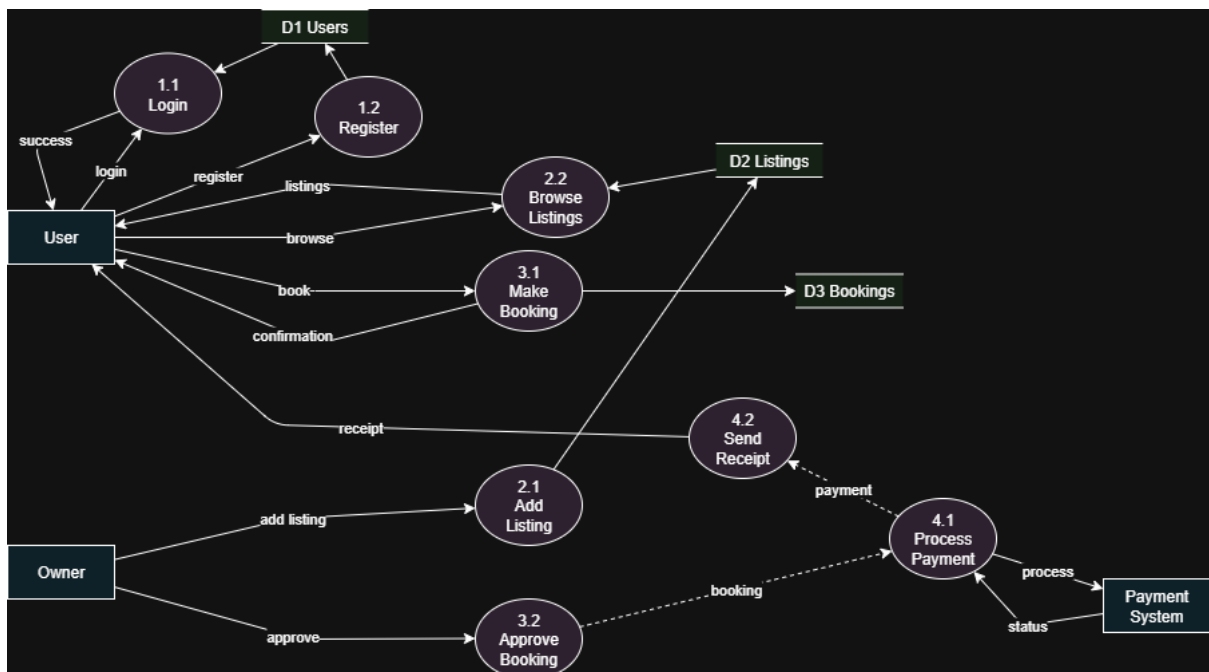 D1 Users
1.1
Login
1.2
Register
success
login
register
listings
2.2
Browse
Listings
D2 Listings
User
browse
book
3.1
Make
Booking
D3 Bookings
confirmation
receipt
4.2
Send
Receipt
payment
2.1
Add
Listing
add listing
4.1
Process
Payment
Owner
process
booking
Payment
System
status
approve
3.2
Approve
Booking